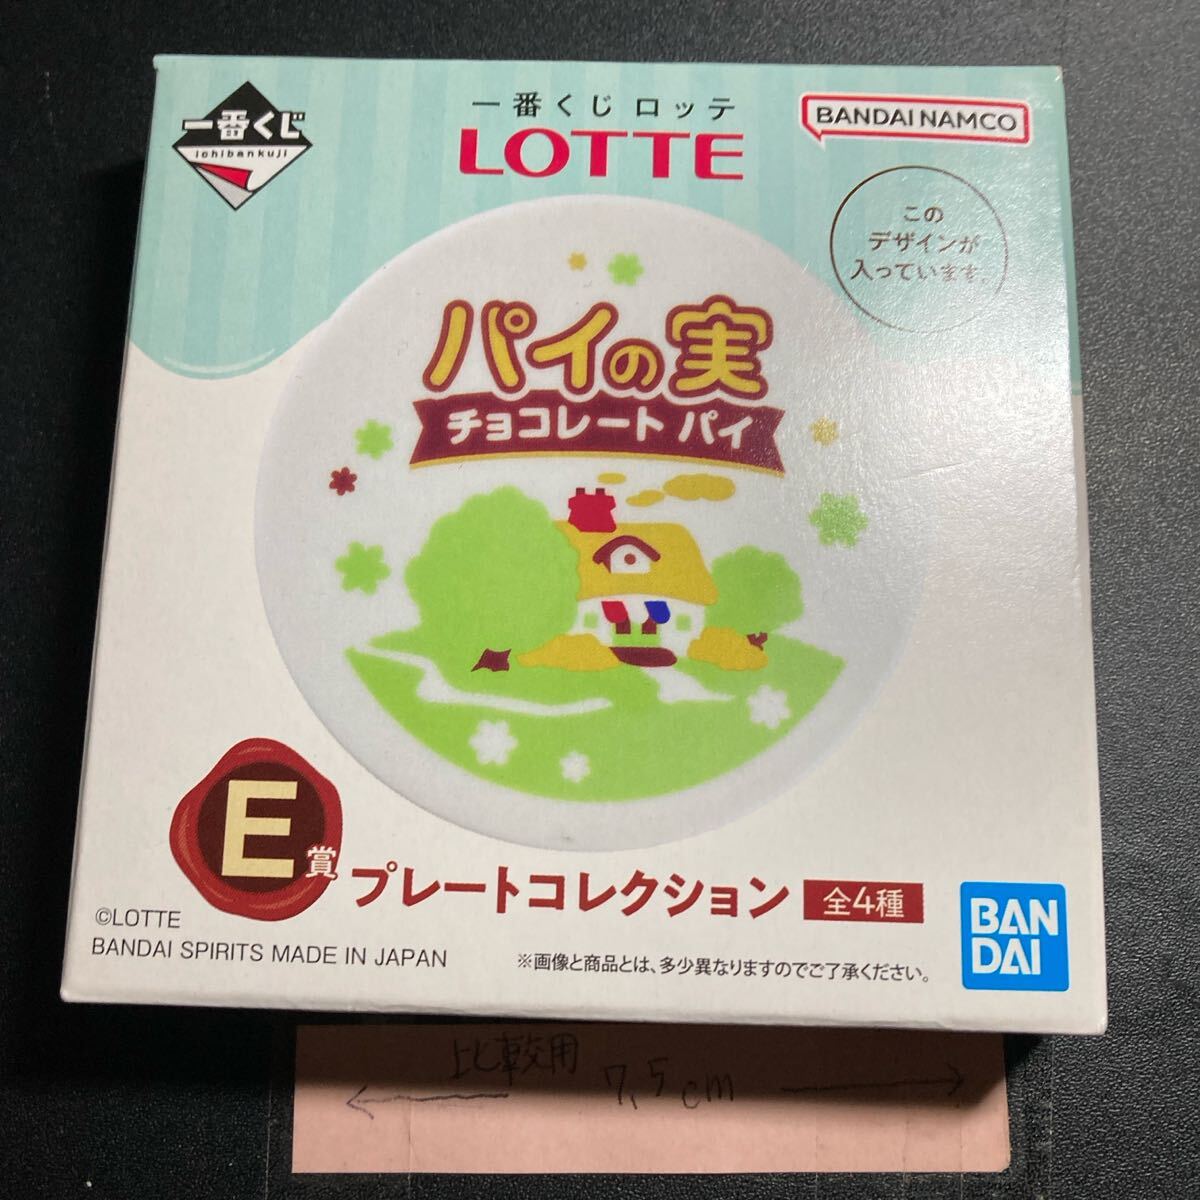 一番くじ
ichibankuji
一番くじ ロッテ
LOTTE
BANDAI NAMCO
この
デザインが
入っています。
パイの実
チョコレート パイ
E賞 プレートコレクション 全4種
©LOTTE
BANDAI SPIRITS MADE IN JAPAN
※画像と商品とは、多少異なりますのでご了承ください。
BAN
DAI
比較用
7.5cm